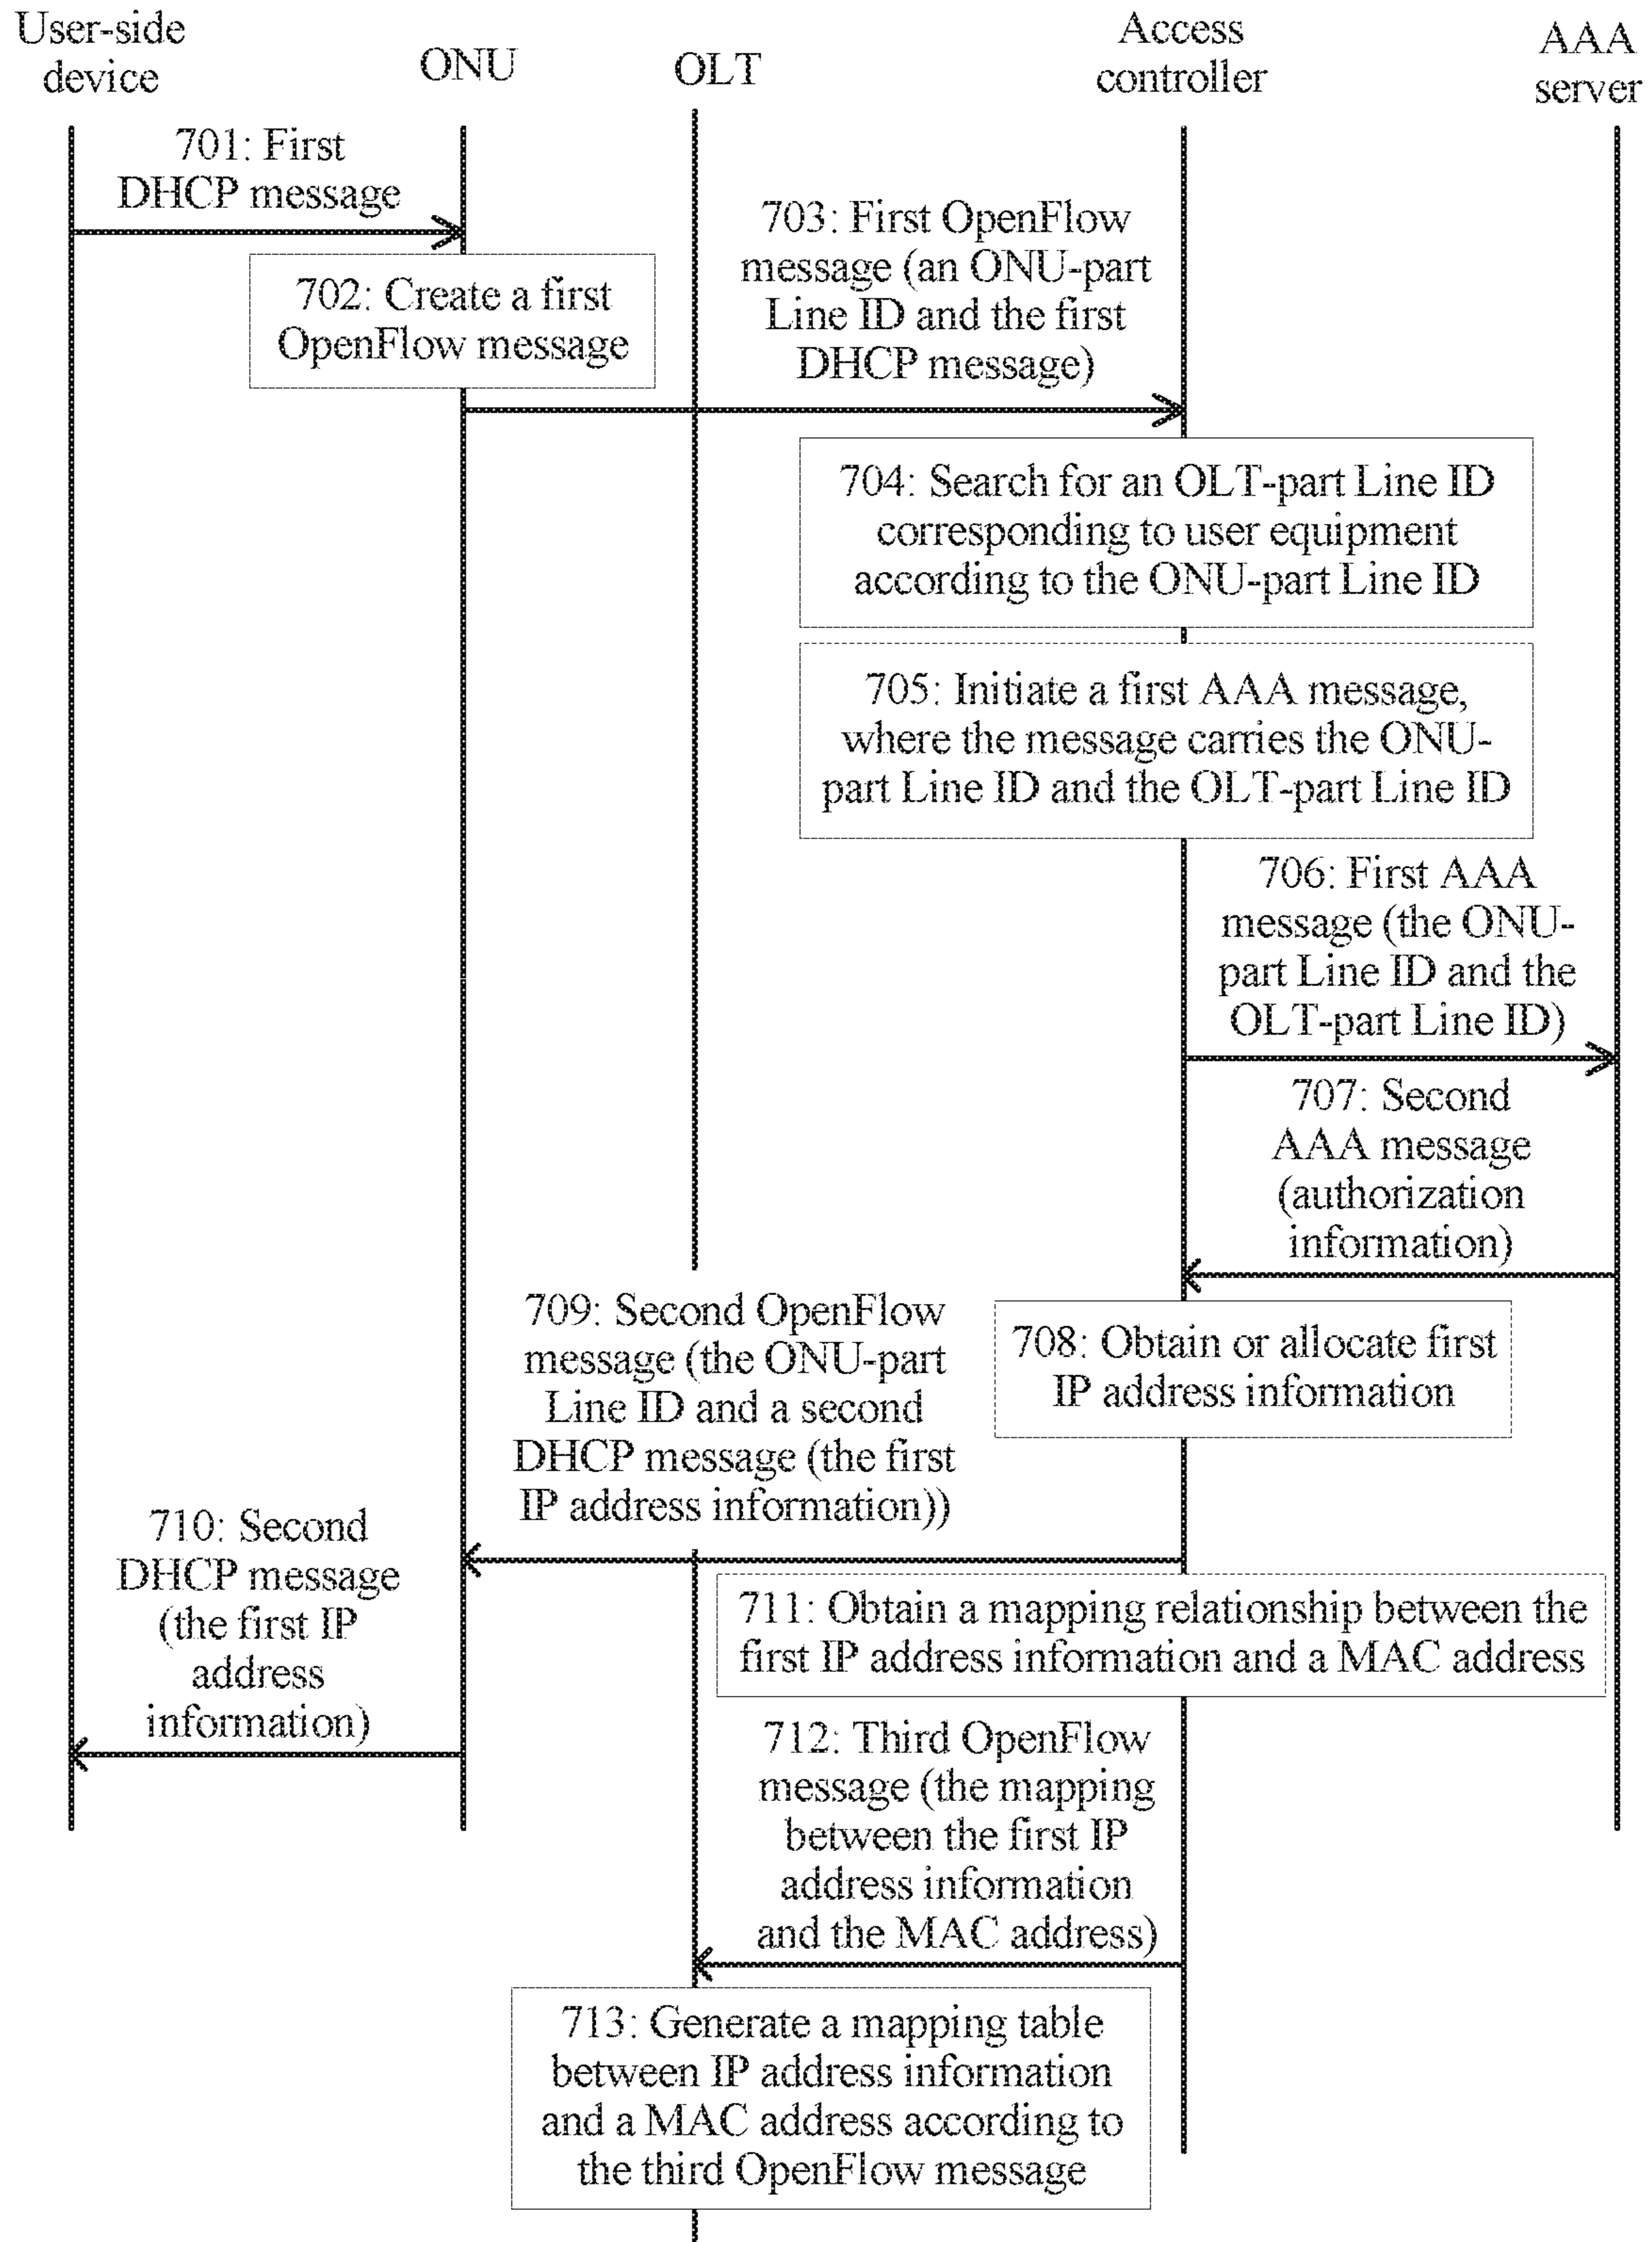 User-side
device
ONU
OLT
Access
controller
AAA
server
701: First
DHCP message
702: Create a first
OpenFlow message
703: First OpenFlow
message (an ONU-part
Line ID and the first
DHCP message)
704: Search for an OLT-part Line ID
corresponding to user equipment
according to the ONU-part Line ID
705: Initiate a first AAA message,
where the message carries the ONU-
part Line ID and the OLT-part Line ID
706: First AAA
message (the ONU-
part Line ID and the
OLT-part Line ID)
707: Second
AAA message
(authorization
information)
708: Obtain or allocate first
IP address information
709: Second OpenFlow
message (the ONU-part
Line ID and a second
DHCP message (the first
IP address information))
710: Second
DHCP message
(the first IP
address
information)
711: Obtain a mapping relationship between the
first IP address information and a MAC address
712: Third OpenFlow
message (the mapping
between the first IP
address information
and the MAC address)
713: Generate a mapping table
between IP address information
and a MAC address according to
the third OpenFlow message